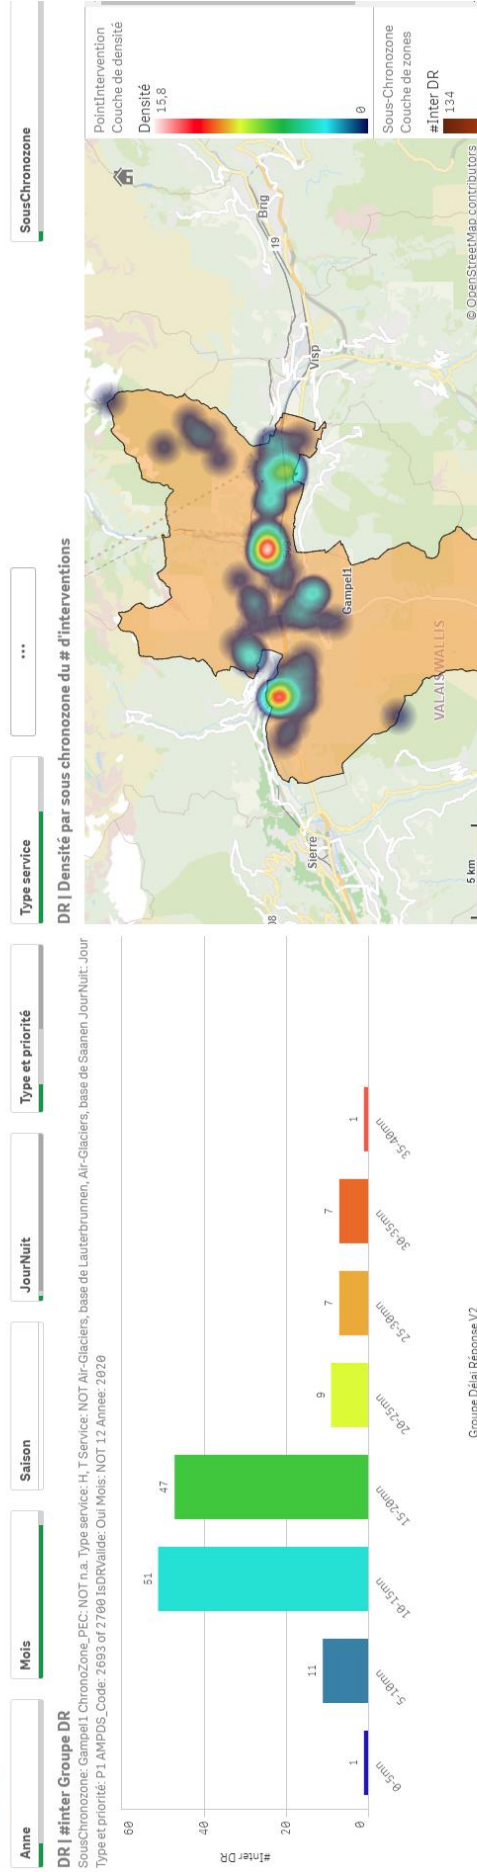 Anne
Mois
Saison
JourNuit
Type et priorité
Type service
...
SousChronozone
DR | #inter Groupe DR
SousChronozone: Gampel1 ChronoZone_PEC: NOT n.a. Type service: H, T Service: NOT Air-Glaciers, base de Lauterbrunnen, Air-Glaciers, base de Saanen JourNuit: Jour
Type et priorité: P1 AMPDS_Code: 2693 of 2700 IsDRValide: Oui Mois: NOT 12 Annee: 2020
#Inter DR
60
40
20
0
1
11
51
47
9
7
7
1
0-5mn
5-10mn
10-15mn
15-20mn
20-25mn
25-30mn
30-35mn
35-40mn
Groupe Délai Réponse V2
DR | Densité par sous chronozone du # d'interventions
Brig
19
Visp
Gampel1
VALAIS/WALLIS
Sierre
5 km
© OpenStreetMap contributors
PointIntervention
Couche de densité
Densité
15,8
0
Sous-Chronozone
Couche de zones
#Inter DR
134